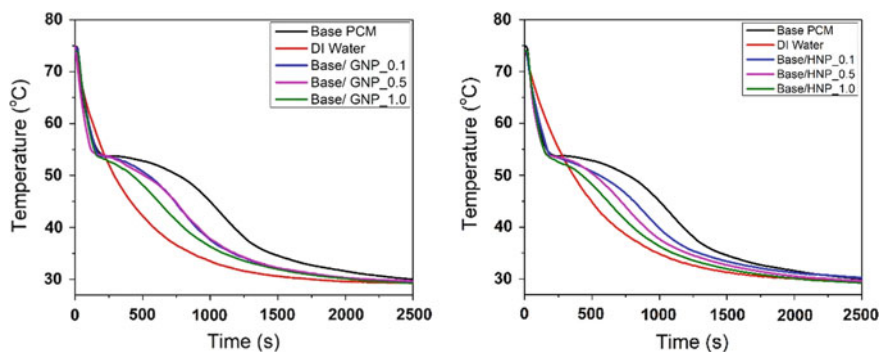 Temperature (°C)
80
70
60
50
40
30
0
500
1000
1500
2000
2500
Time (s)
Base PCM
DI Water
Base/ GNP_0.1
Base/ GNP_0.5
Base/ GNP_1.0
Temperature (°C)
80
70
60
50
40
30
0
500
1000
1500
2000
2500
Time (s)
Base PCM
DI Water
Base/HNP_0.1
Base/HNP_0.5
Base/HNP_1.0